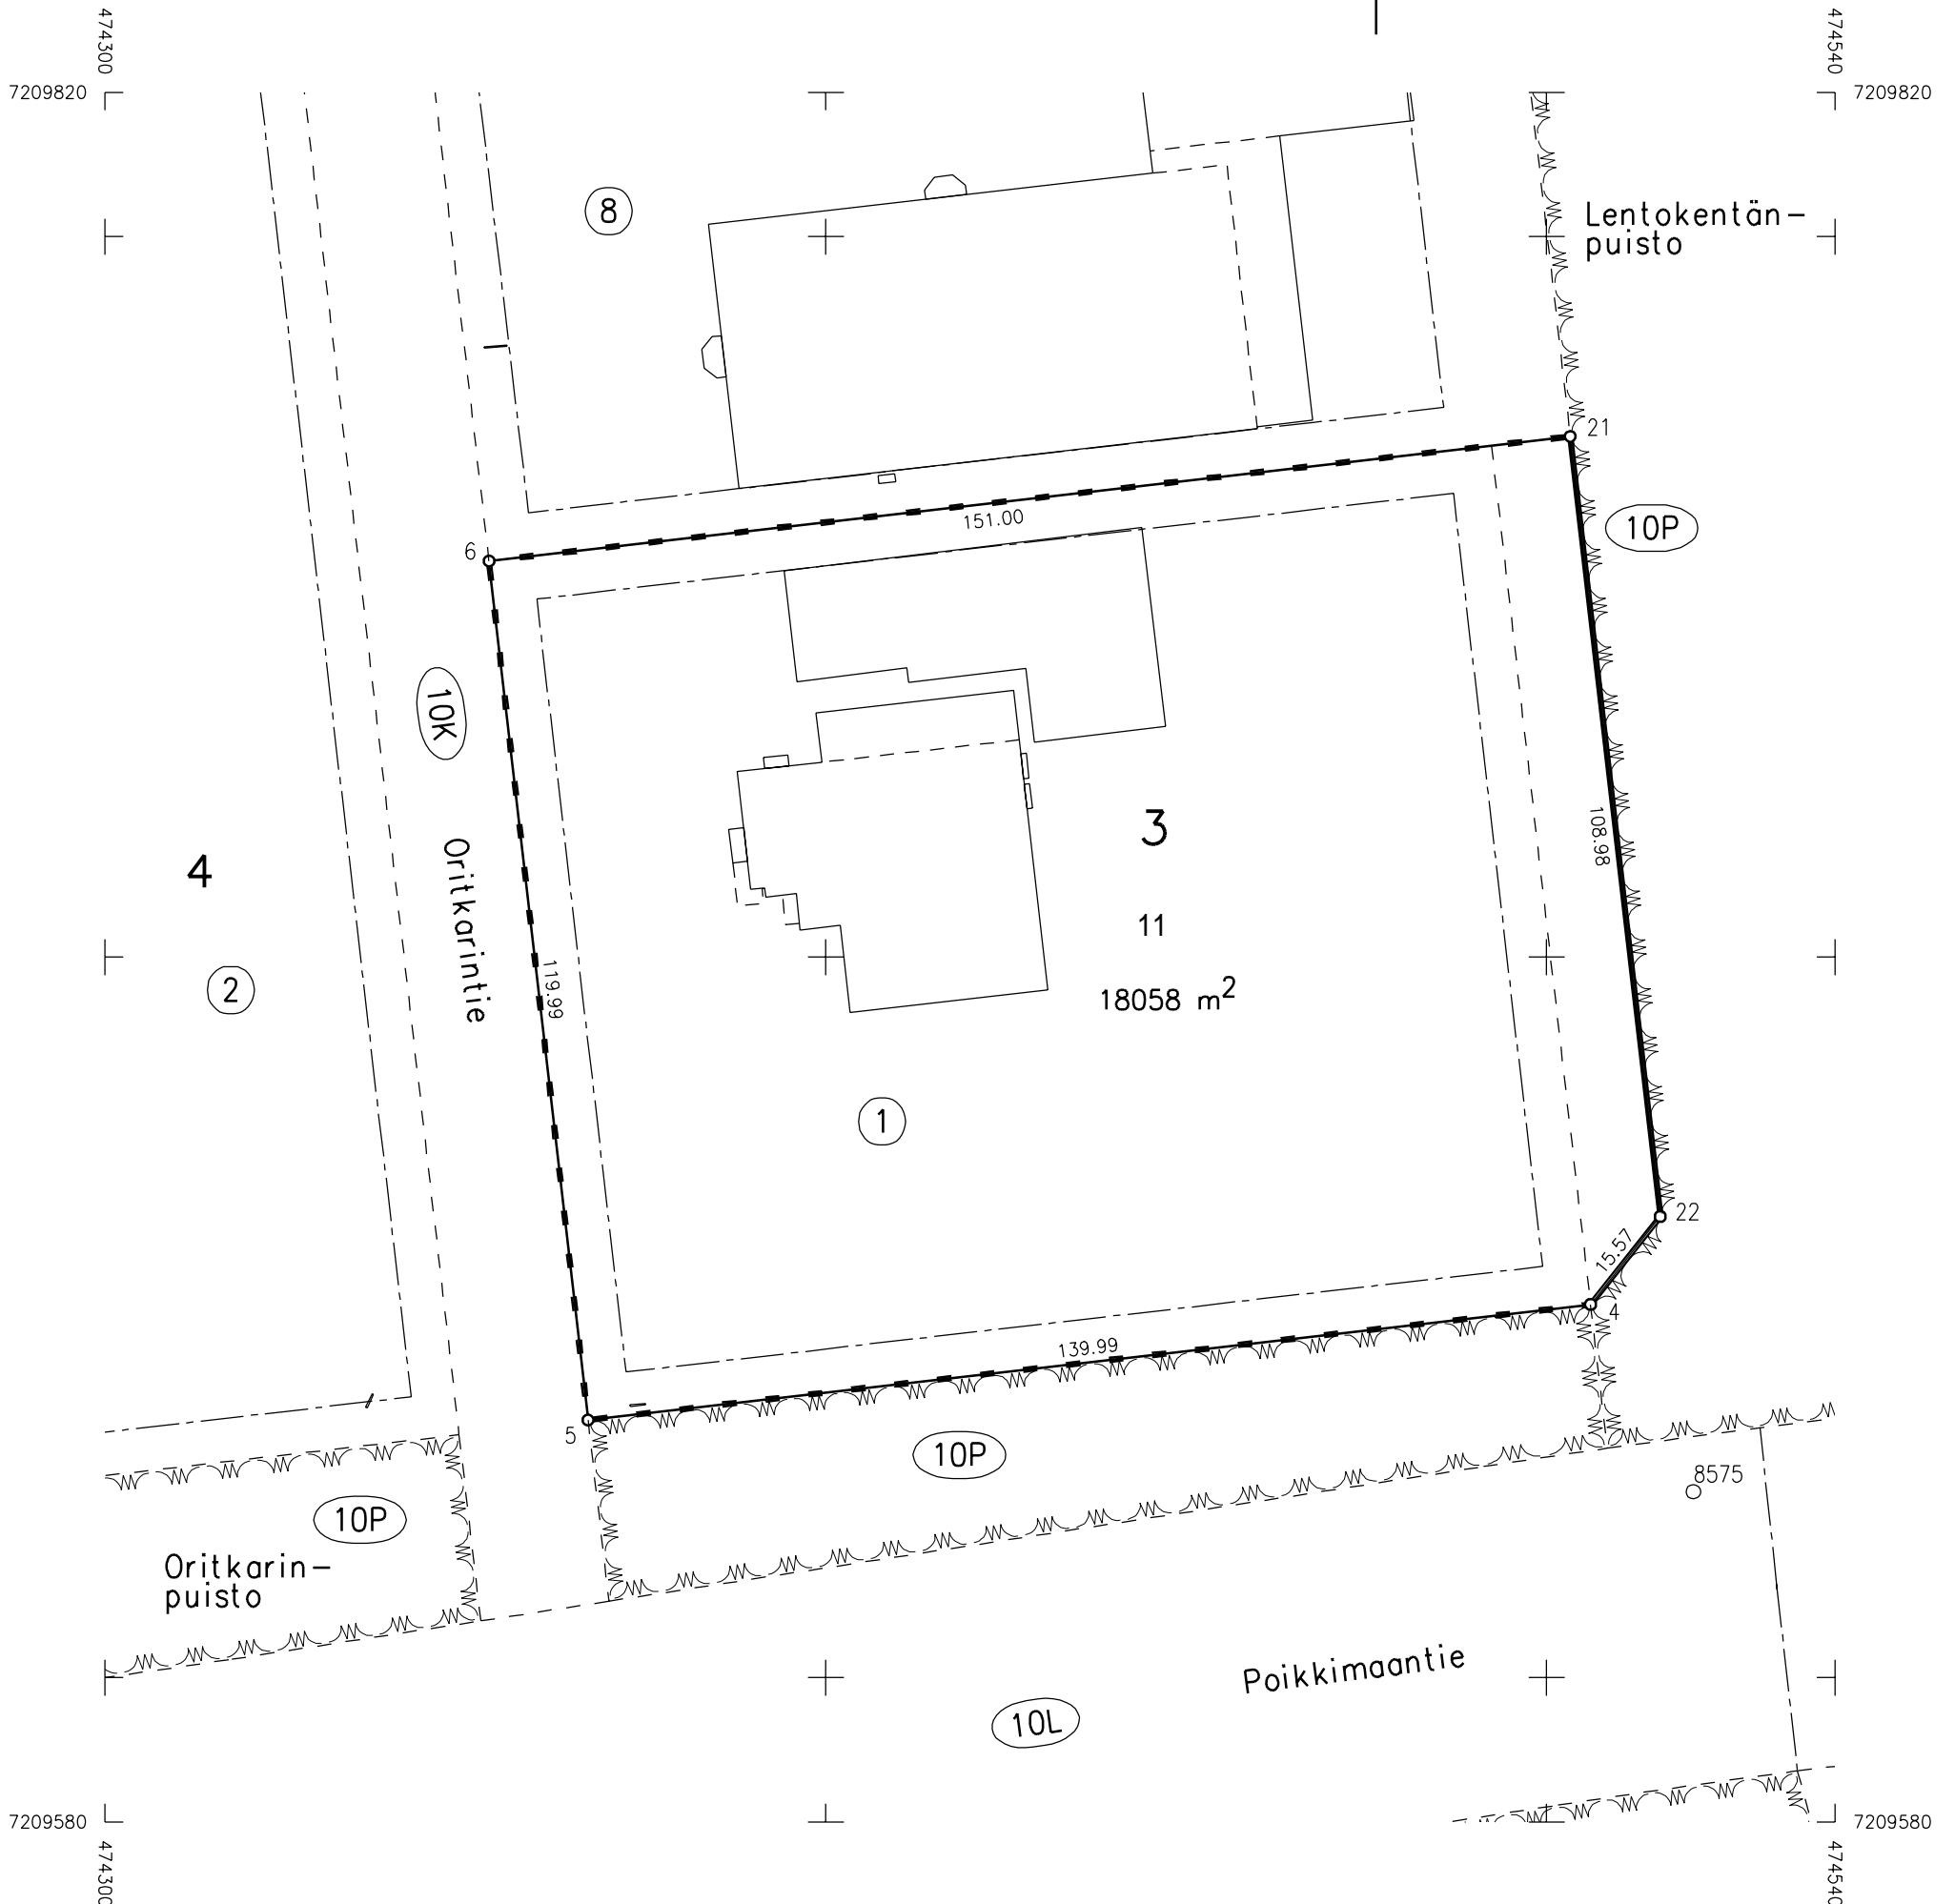 474300
474540
7209820
7209820
8
Lentokentän-
puisto
21
10P
151.00
6
10K
108.98
3
4
Oritkarintie
11
119.99
2
18058 m²
1
22
15.57
4
139.99
5
10P
8575
10P
Oritkarin-
puisto
Poikkimaantie
10L
7209580
7209580
474300
474540